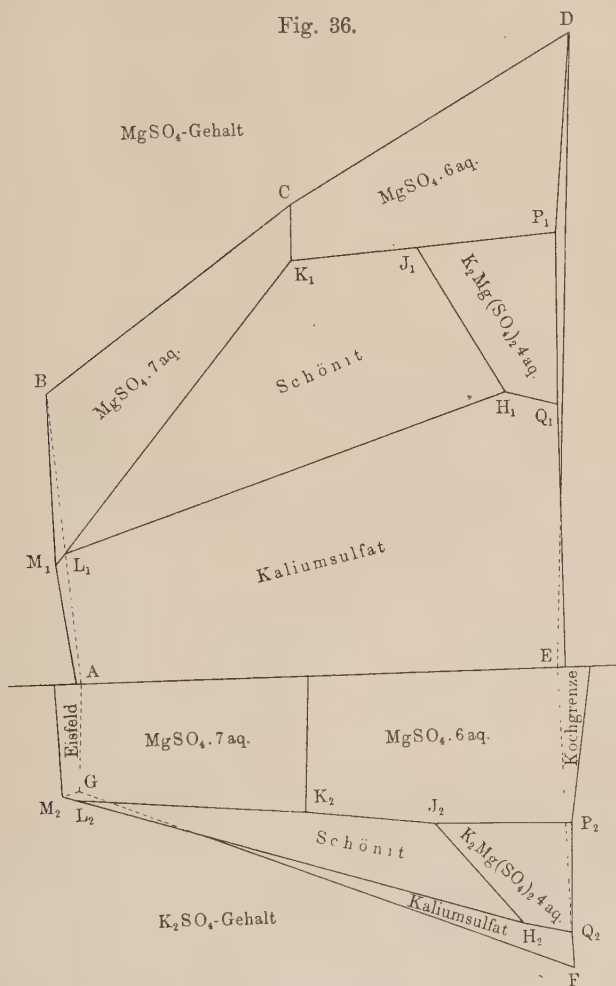 Fig. 36.
D
MgSO₄-Gehalt
C
MgSO₄.6aq.
P₁
K₁
J₁
K₂Mg(SO₄)₂4aq.
B
MgSO₄.7aq.
Schönit
H₁
Q₁
M₁
L₁
Kaliumsulfat
A
E
Eisfeld
MgSO₄.7aq.
MgSO₄.6aq.
Kochgrenze
G
M₂
L₂
K₂
J₂
P₂
Schönit
K₂Mg(SO₄)₂4aq.
Kaliumsulfat
K₂SO₄-Gehalt
H₂
Q₂
F